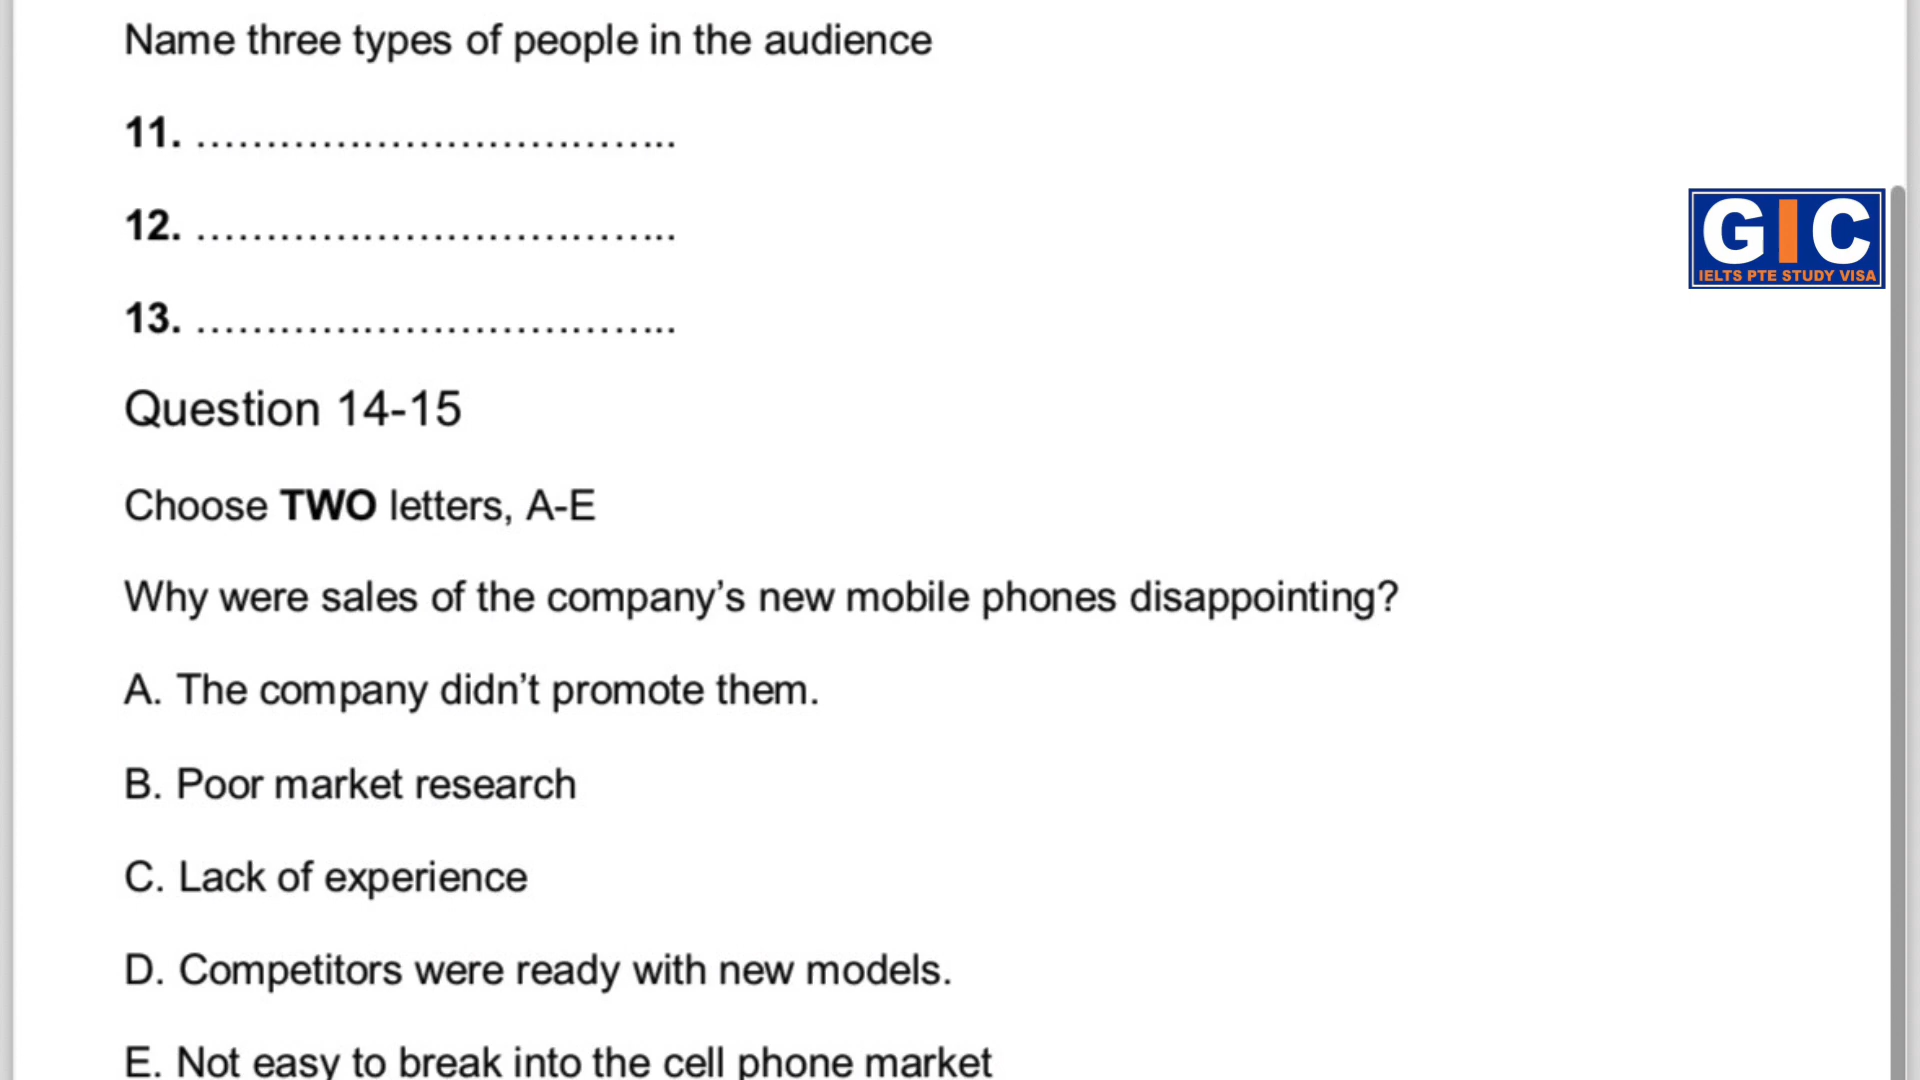 Name three types of people in the audience
11. ......................................
12. ......................................
13. ......................................
GIC
IELTS PTE STUDY VISA
Question 14-15
Choose TWO letters, A-E
Why were sales of the company’s new mobile phones disappointing?
A. The company didn’t promote them.
B. Poor market research
C. Lack of experience
D. Competitors were ready with new models.
E. Not easy to break into the cell phone market